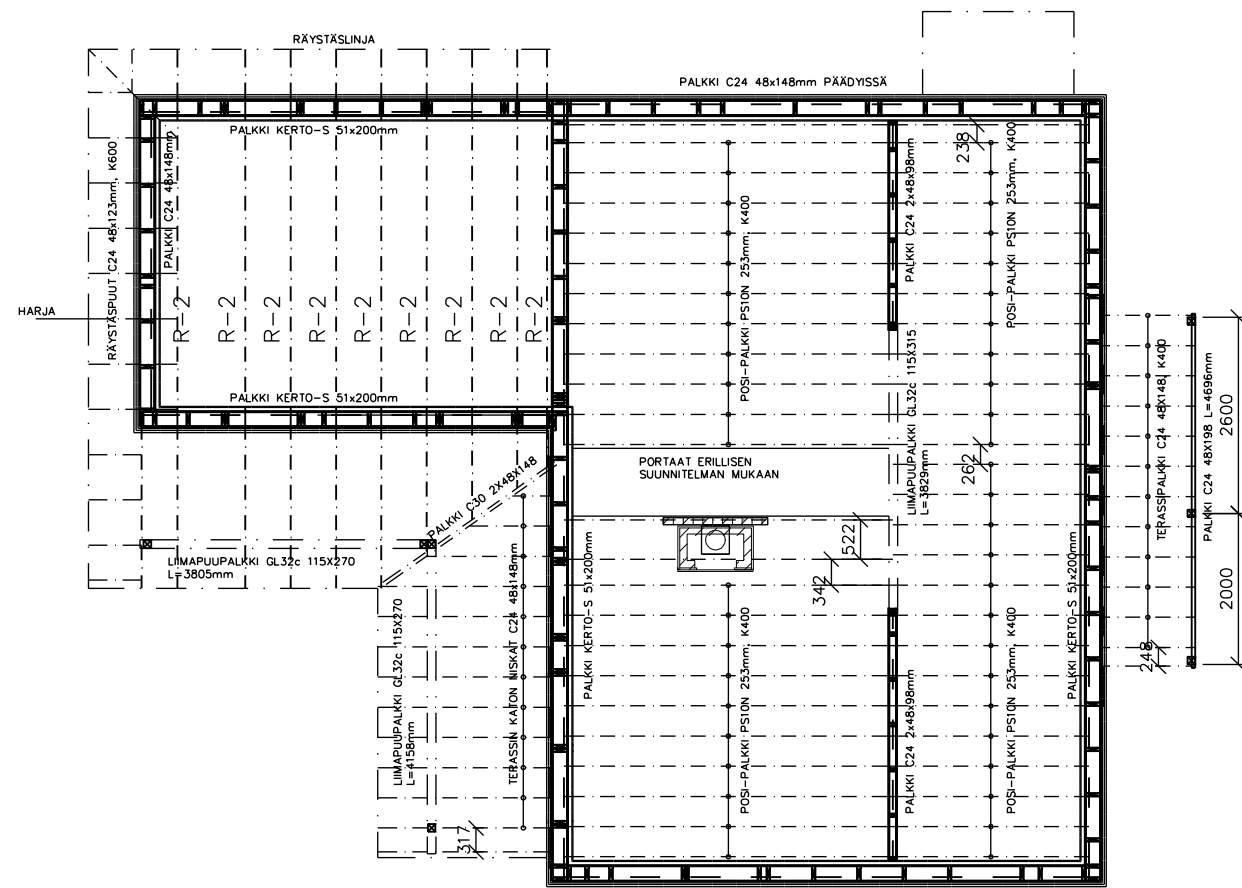 RÄYSTÄSLINJA
PALKKI C24 48x148mm PÄÄDYISSÄ
PALKKI KERTO-S 51x200mm
RÄYSTÄSPUUT C24 48x123mm, K600
PALKKI C24 48x148mm
HARJA
R-2
R-2
R-2
R-2
R-2
R-2
R-2
R-2
R-2
PALKKI KERTO-S 51x200mm
POSI-PALKKI PS10N 253mm, K400
PALKKI C24 2x48x98mm
238
POSI-PALKKI PS10N 253mm, K400
LIIMAPUUPALKKI GL32c 115X315
L=3829mm
262
TERASSIPALKKI C24 48X148, K400
PALKKI C24 48X198 L=4696mm
2600
2000
248
PORTAAT ERILLISEN
SUUNNITELMAN MUKAAN
522
342
PALKKI C30 2X48X148
LIIMAPUUPALKKI GL32c 115X270
L=3805mm
LIIMAPUUPALKKI GL32c 115X270
L=4158mm
TERASSIN KATON NISKAT C24 48x148mm
317
PALKKI KERTO-S 51x200mm
POSI-PALKKI PS10N 253mm, K400
PALKKI C24 2x48x98mm
POSI-PALKKI PS10N 253mm, K400
PALKKI KERTO-S 51x200mm